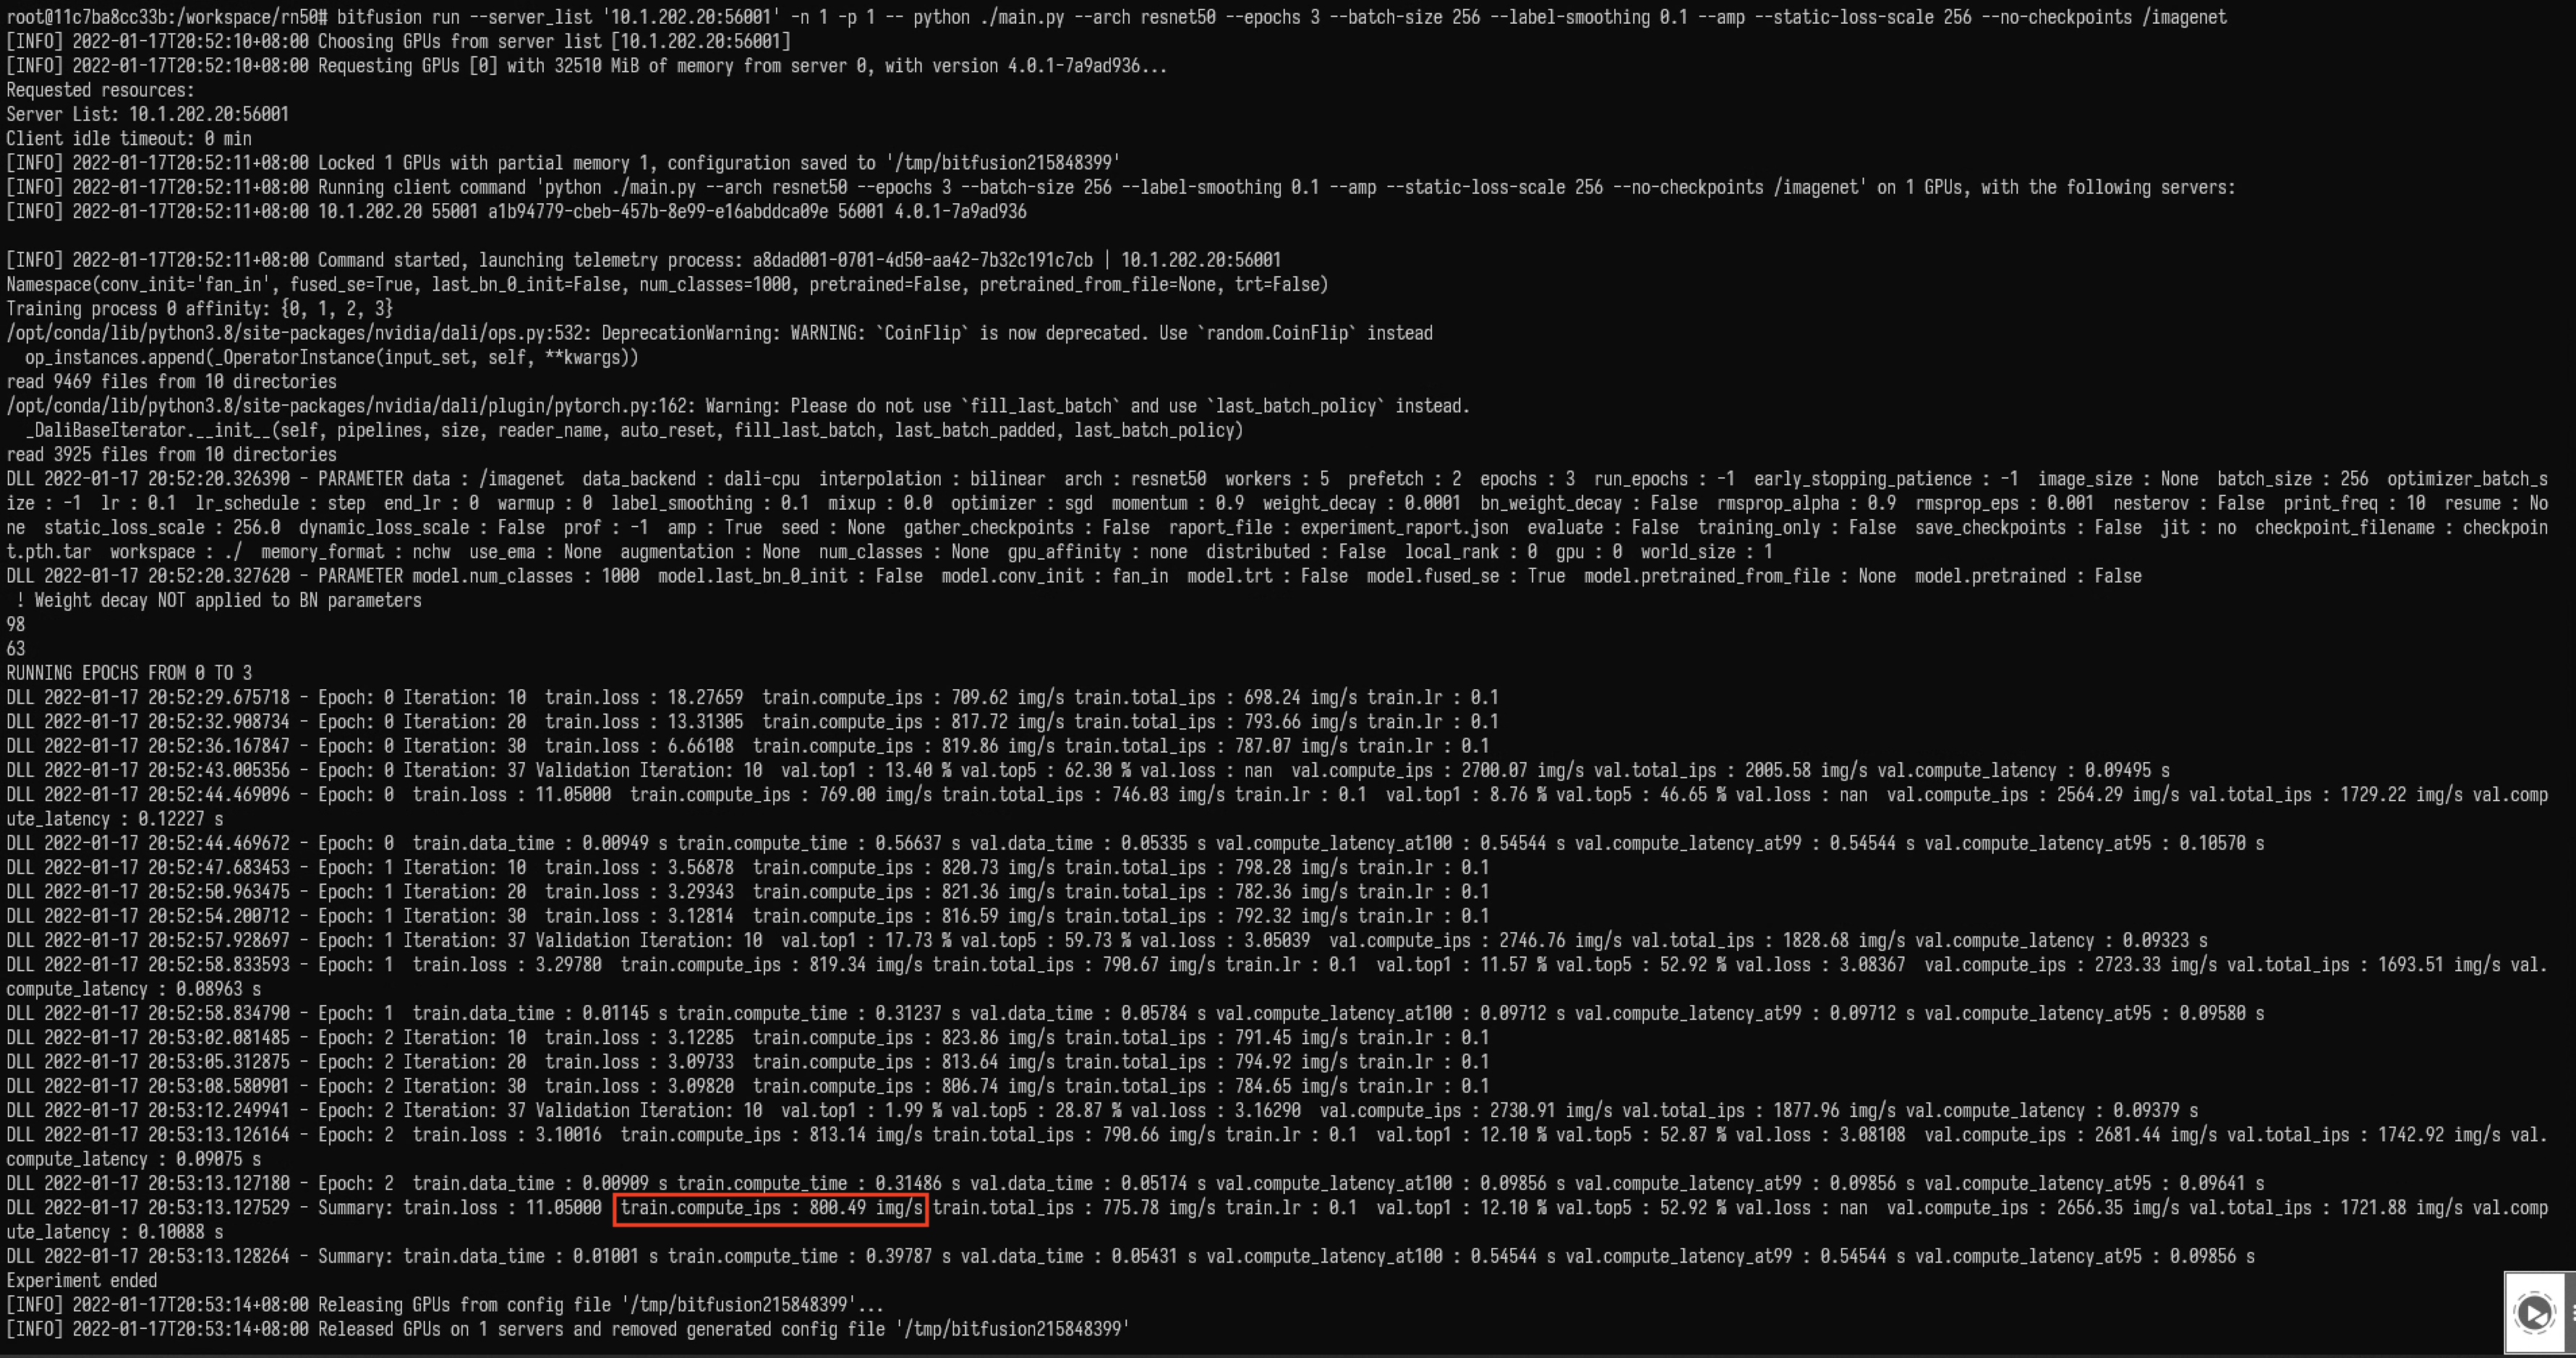 root@11c7ba8cc33b:/workspace/rn50# bitfusion run --server_list '10.1.202.20:56001' -n 1 -p 1 -- python ./main.py --arch resnet50 --epochs 3 --batch-size 256 --label-smoothing 0.1 --amp --static-loss-scale 256 --no-checkpoints /imagenet
[INFO] 2022-01-17T20:52:10+08:00 Choosing GPUs from server list [10.1.202.20:56001]
[INFO] 2022-01-17T20:52:10+08:00 Requesting GPUs [0] with 32510 MiB of memory from server 0, with version 4.0.1-7a9ad936...
Requested resources:
Server List: 10.1.202.20:56001
Client idle timeout: 0 min
[INFO] 2022-01-17T20:52:11+08:00 Locked 1 GPUs with partial memory 1, configuration saved to '/tmp/bitfusion215848399'
[INFO] 2022-01-17T20:52:11+08:00 Running client command 'python ./main.py --arch resnet50 --epochs 3 --batch-size 256 --label-smoothing 0.1 --amp --static-loss-scale 256 --no-checkpoints /imagenet' on 1 GPUs, with the following servers:
[INFO] 2022-01-17T20:52:11+08:00 10.1.202.20 55001 a1b94779-cbeb-457b-8e99-e16abddca09e 56001 4.0.1-7a9ad936
[INFO] 2022-01-17T20:52:11+08:00 Command started, launching telemetry process: a8dad001-0701-4d50-aa42-7b32c191c7cb | 10.1.202.20:56001
Namespace(conv_init='fan_in', fused_se=True, last_bn_0_init=False, num_classes=1000, pretrained=False, pretrained_from_file=None, trt=False)
Training process 0 affinity: {0, 1, 2, 3}
/opt/conda/lib/python3.8/site-packages/nvidia/dali/ops.py:532: DeprecationWarning: WARNING: `CoinFlip` is now deprecated. Use `random.CoinFlip` instead
  op_instances.append(_OperatorInstance(input_set, self, **kwargs))
read 9469 files from 10 directories
/opt/conda/lib/python3.8/site-packages/nvidia/dali/plugin/pytorch.py:162: Warning: Please do not use `fill_last_batch` and use `last_batch_policy` instead.
  _DaliBaseIterator.__init__(self, pipelines, size, reader_name, auto_reset, fill_last_batch, last_batch_padded, last_batch_policy)
read 3925 files from 10 directories
DLL 2022-01-17 20:52:20.326390 - PARAMETER data : /imagenet  data_backend : dali-cpu  interpolation : bilinear  arch : resnet50  workers : 5  prefetch : 2  epochs : 3  run_epochs : -1  early_stopping_patience : -1  image_size : None  batch_size : 256  optimizer_batch_s
ize : -1  lr : 0.1  lr_schedule : step  end_lr : 0  warmup : 0  label_smoothing : 0.1  mixup : 0.0  optimizer : sgd  momentum : 0.9  weight_decay : 0.0001  bn_weight_decay : False  rmsprop_alpha : 0.9  rmsprop_eps : 0.001  nesterov : False  print_freq : 10  resume : No
ne  static_loss_scale : 256.0  dynamic_loss_scale : False  prof : -1  amp : True  seed : None  gather_checkpoints : False  raport_file : experiment_raport.json  evaluate : False  training_only : False  save_checkpoints : False  jit : no  checkpoint_filename : checkpoin
t.pth.tar  workspace : ./  memory_format : nchw  use_ema : None  augmentation : None  num_classes : None  gpu_affinity : none  distributed : False  local_rank : 0  gpu : 0  world_size : 1
DLL 2022-01-17 20:52:20.327620 - PARAMETER model.num_classes : 1000  model.last_bn_0_init : False  model.conv_init : fan_in  model.trt : False  model.fused_se : True  model.pretrained_from_file : None  model.pretrained : False
 ! Weight decay NOT applied to BN parameters
98
63
RUNNING EPOCHS FROM 0 TO 3
DLL 2022-01-17 20:52:29.675718 - Epoch: 0 Iteration: 10  train.loss : 18.27659  train.compute_ips : 709.62 img/s train.total_ips : 698.24 img/s train.lr : 0.1
DLL 2022-01-17 20:52:32.908734 - Epoch: 0 Iteration: 20  train.loss : 13.31305  train.compute_ips : 817.72 img/s train.total_ips : 793.66 img/s train.lr : 0.1
DLL 2022-01-17 20:52:36.167847 - Epoch: 0 Iteration: 30  train.loss : 6.66108  train.compute_ips : 819.86 img/s train.total_ips : 787.07 img/s train.lr : 0.1
DLL 2022-01-17 20:52:43.005356 - Epoch: 0 Iteration: 37 Validation Iteration: 10  val.top1 : 13.40 % val.top5 : 62.30 % val.loss : nan  val.compute_ips : 2700.07 img/s val.total_ips : 2005.58 img/s val.compute_latency : 0.09495 s
DLL 2022-01-17 20:52:44.469096 - Epoch: 0  train.loss : 11.05000  train.compute_ips : 769.00 img/s train.total_ips : 746.03 img/s train.lr : 0.1  val.top1 : 8.76 % val.top5 : 46.65 % val.loss : nan  val.compute_ips : 2564.29 img/s val.total_ips : 1729.22 img/s val.comp
ute_latency : 0.12227 s
DLL 2022-01-17 20:52:44.469672 - Epoch: 0  train.data_time : 0.00949 s train.compute_time : 0.56637 s val.data_time : 0.05335 s val.compute_latency_at100 : 0.54544 s val.compute_latency_at99 : 0.54544 s val.compute_latency_at95 : 0.10570 s
DLL 2022-01-17 20:52:47.683453 - Epoch: 1 Iteration: 10  train.loss : 3.56878  train.compute_ips : 820.73 img/s train.total_ips : 798.28 img/s train.lr : 0.1
DLL 2022-01-17 20:52:50.963475 - Epoch: 1 Iteration: 20  train.loss : 3.29343  train.compute_ips : 821.36 img/s train.total_ips : 782.36 img/s train.lr : 0.1
DLL 2022-01-17 20:52:54.200712 - Epoch: 1 Iteration: 30  train.loss : 3.12814  train.compute_ips : 816.59 img/s train.total_ips : 792.32 img/s train.lr : 0.1
DLL 2022-01-17 20:52:57.928697 - Epoch: 1 Iteration: 37 Validation Iteration: 10  val.top1 : 17.73 % val.top5 : 59.73 % val.loss : 3.05039  val.compute_ips : 2746.76 img/s val.total_ips : 1828.68 img/s val.compute_latency : 0.09323 s
DLL 2022-01-17 20:52:58.833593 - Epoch: 1  train.loss : 3.29780  train.compute_ips : 819.34 img/s train.total_ips : 790.67 img/s train.lr : 0.1  val.top1 : 11.57 % val.top5 : 52.92 % val.loss : 3.08367  val.compute_ips : 2723.33 img/s val.total_ips : 1693.51 img/s val.
compute_latency : 0.08963 s
DLL 2022-01-17 20:52:58.834790 - Epoch: 1  train.data_time : 0.01145 s train.compute_time : 0.31237 s val.data_time : 0.05784 s val.compute_latency_at100 : 0.09712 s val.compute_latency_at99 : 0.09712 s val.compute_latency_at95 : 0.09580 s
DLL 2022-01-17 20:53:02.081485 - Epoch: 2 Iteration: 10  train.loss : 3.12285  train.compute_ips : 823.86 img/s train.total_ips : 791.45 img/s train.lr : 0.1
DLL 2022-01-17 20:53:05.312875 - Epoch: 2 Iteration: 20  train.loss : 3.09733  train.compute_ips : 813.64 img/s train.total_ips : 794.92 img/s train.lr : 0.1
DLL 2022-01-17 20:53:08.580901 - Epoch: 2 Iteration: 30  train.loss : 3.09820  train.compute_ips : 806.74 img/s train.total_ips : 784.65 img/s train.lr : 0.1
DLL 2022-01-17 20:53:12.249941 - Epoch: 2 Iteration: 37 Validation Iteration: 10  val.top1 : 1.99 % val.top5 : 28.87 % val.loss : 3.16290  val.compute_ips : 2730.91 img/s val.total_ips : 1877.96 img/s val.compute_latency : 0.09379 s
DLL 2022-01-17 20:53:13.126164 - Epoch: 2  train.loss : 3.10016  train.compute_ips : 813.14 img/s train.total_ips : 790.66 img/s train.lr : 0.1  val.top1 : 12.10 % val.top5 : 52.87 % val.loss : 3.08108  val.compute_ips : 2681.44 img/s val.total_ips : 1742.92 img/s val.
compute_latency : 0.09075 s
DLL 2022-01-17 20:53:13.127180 - Epoch: 2  train.data_time : 0.00909 s train.compute_time : 0.31486 s val.data_time : 0.05174 s val.compute_latency_at100 : 0.09856 s val.compute_latency_at99 : 0.09856 s val.compute_latency_at95 : 0.09641 s
DLL 2022-01-17 20:53:13.127529 - Summary: train.loss : 11.05000  train.compute_ips : 800.49 img/s train.total_ips : 775.78 img/s train.lr : 0.1  val.top1 : 12.10 % val.top5 : 52.92 % val.loss : nan  val.compute_ips : 2656.35 img/s val.total_ips : 1721.88 img/s val.comp
ute_latency : 0.10088 s
DLL 2022-01-17 20:53:13.128264 - Summary: train.data_time : 0.01001 s train.compute_time : 0.39787 s val.data_time : 0.05431 s val.compute_latency_at100 : 0.54544 s val.compute_latency_at99 : 0.54544 s val.compute_latency_at95 : 0.09856 s
Experiment ended
[INFO] 2022-01-17T20:53:14+08:00 Releasing GPUs from config file '/tmp/bitfusion215848399'...
[INFO] 2022-01-17T20:53:14+08:00 Released GPUs on 1 servers and removed generated config file '/tmp/bitfusion215848399'